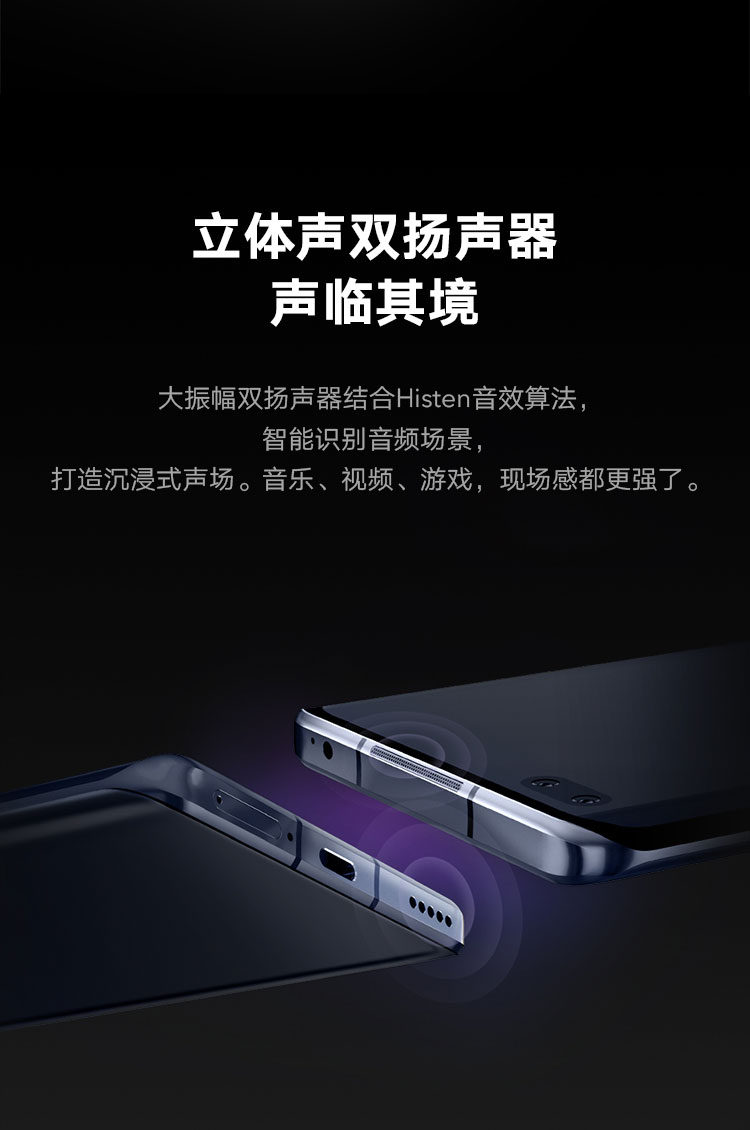 立体声双扬声器
声临其境
大振幅双扬声器结合Histen音效算法，
智能识别音频场景，
打造沉浸式声场。音乐、视频、游戏，现场感都更强了。